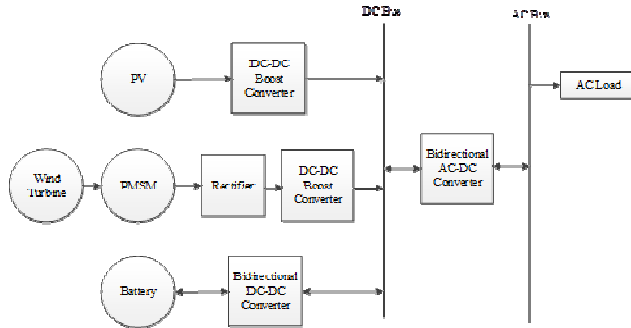 DC Bus
AC Bus
PV
DC-DC
Boost
Converter
AC Load
Wind
Turbine
PMSM
Rectifier
DC-DC
Boost
Converter
Bidirectional
AC-DC
Converter
Battery
Bidirectional
DC-DC
Converter